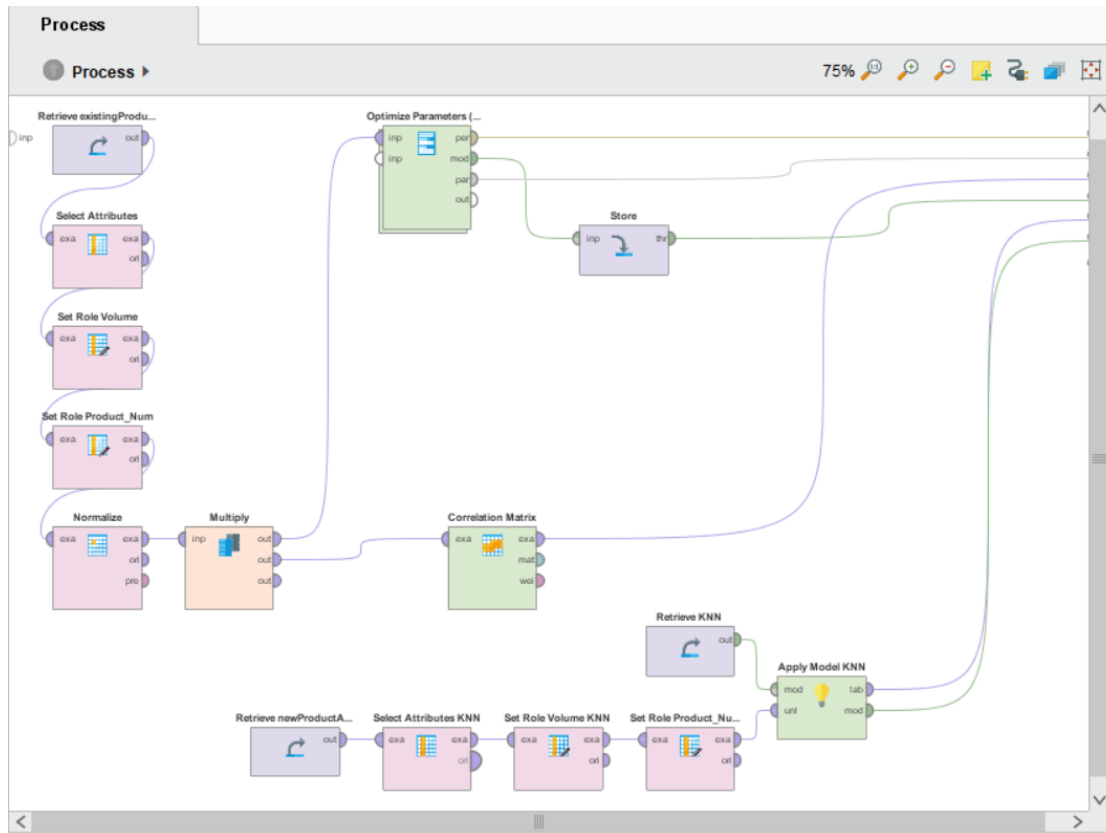 Process
Process
75%
inp
Retrieve existingProdu...
out
Optimize Parameters (...
inp
inp
per
mod
par
out
Select Attributes
exa
exa
ori
Store
inp
thr
Set Role Volume
exa
exa
ori
Set Role Product_Num
exa
exa
ori
Normalize
exa
exa
ori
pre
Multiply
inp
out
out
out
Correlation Matrix
exa
exa
mat
wei
Retrieve KNN
out
Apply Model KNN
mod
unl
lab
mod
Retrieve newProductA...
out
Select Attributes KNN
exa
exa
ori
Set Role Volume KNN
exa
exa
ori
Set Role Product_Nu...
exa
exa
ori